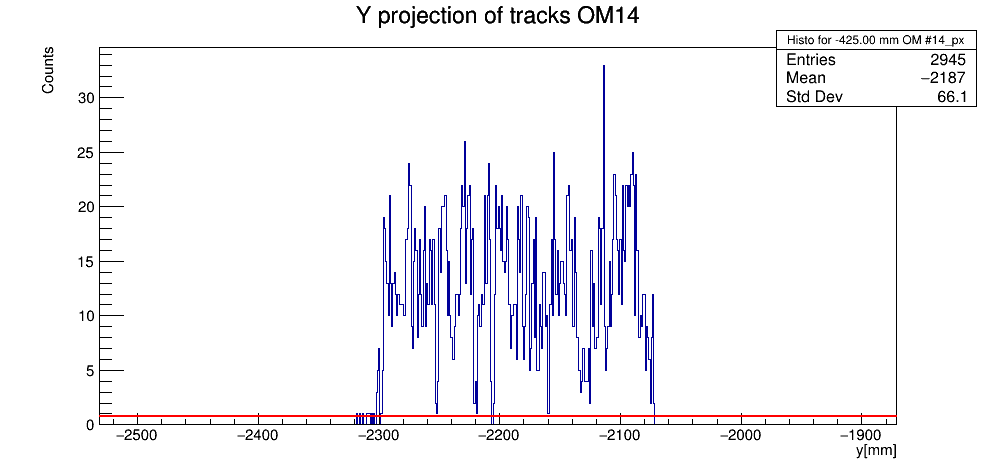 Y projection of tracks OM14
Histo for -425.00 mm OM #14_px
Entries 2945
Mean −2187
Std Dev 66.1
Counts
30
25
20
15
10
5
0
−2500 −2400 −2300 −2200 −2100 −2000 −1900
y[mm]